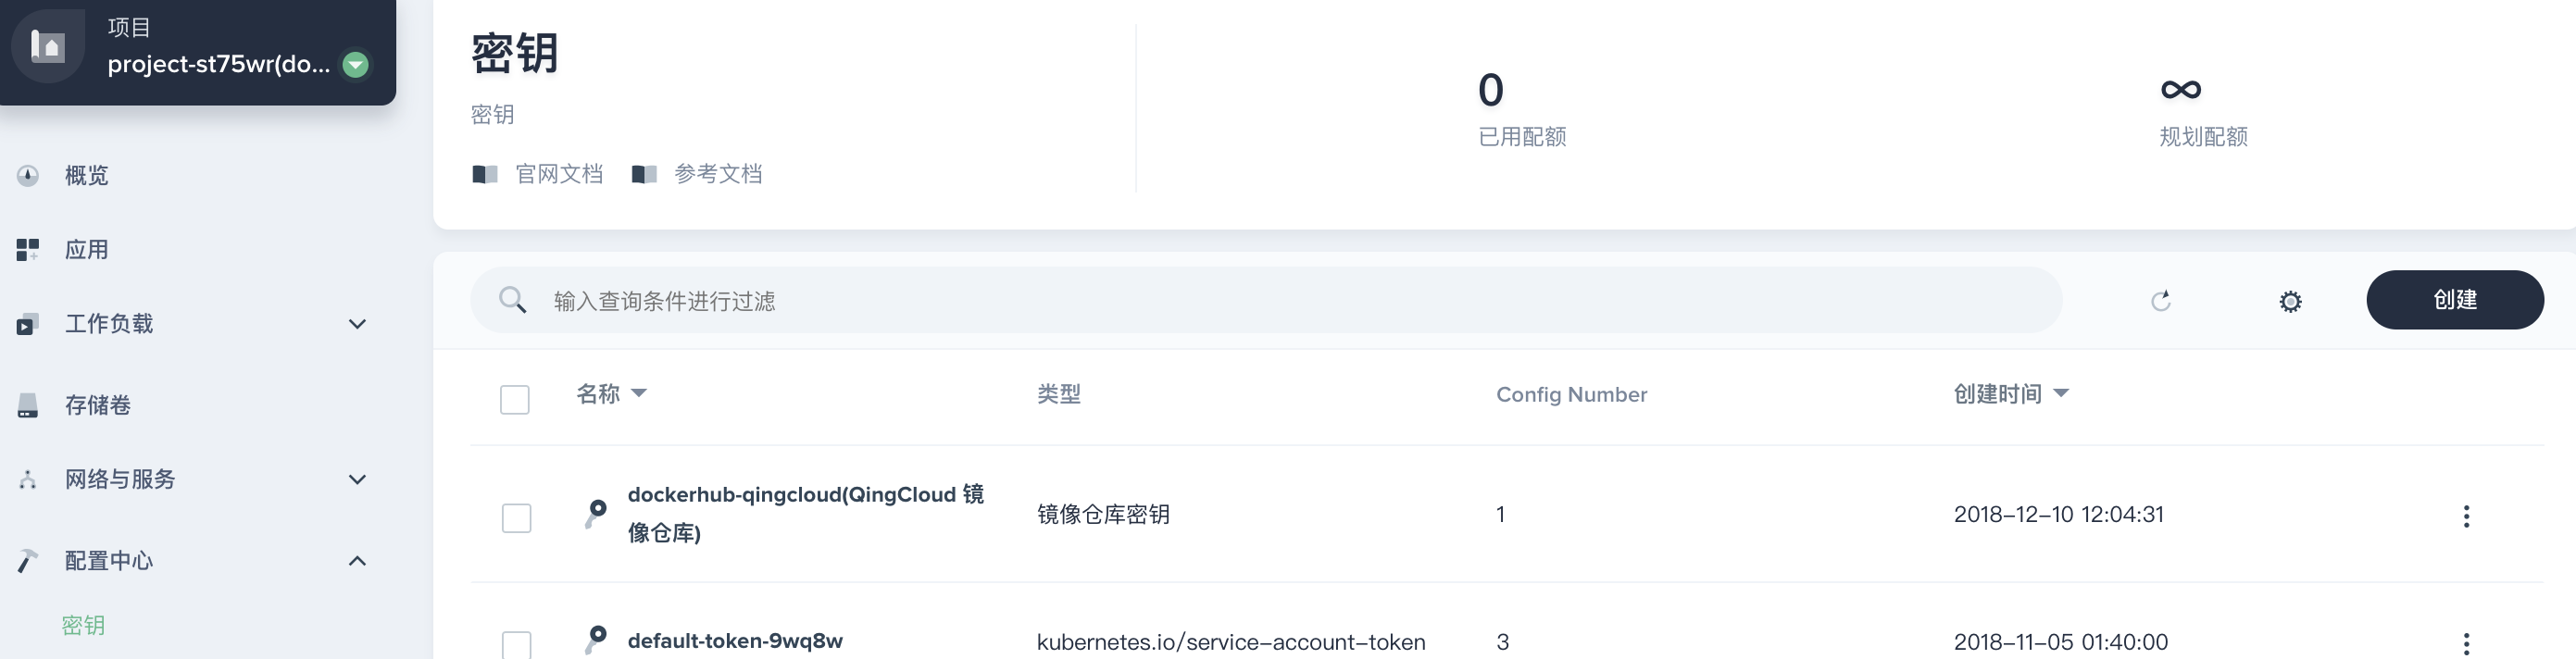 项目
project-st75wr(do...
概览
应用
工作负载
存储卷
网络与服务
配置中心
密钥
密钥
密钥
官网文档 参考文档
0
已用配额
∞
规划配额
输入查询条件进行过滤
创建
名称 类型 Config Number 创建时间
dockerhub-qingcloud(QingCloud 镜
像仓库) 镜像仓库密钥 1 2018-12-10 12:04:31
default-token-9wq8w kubernetes.io/service-account-token 3 2018-11-05 01:40:00